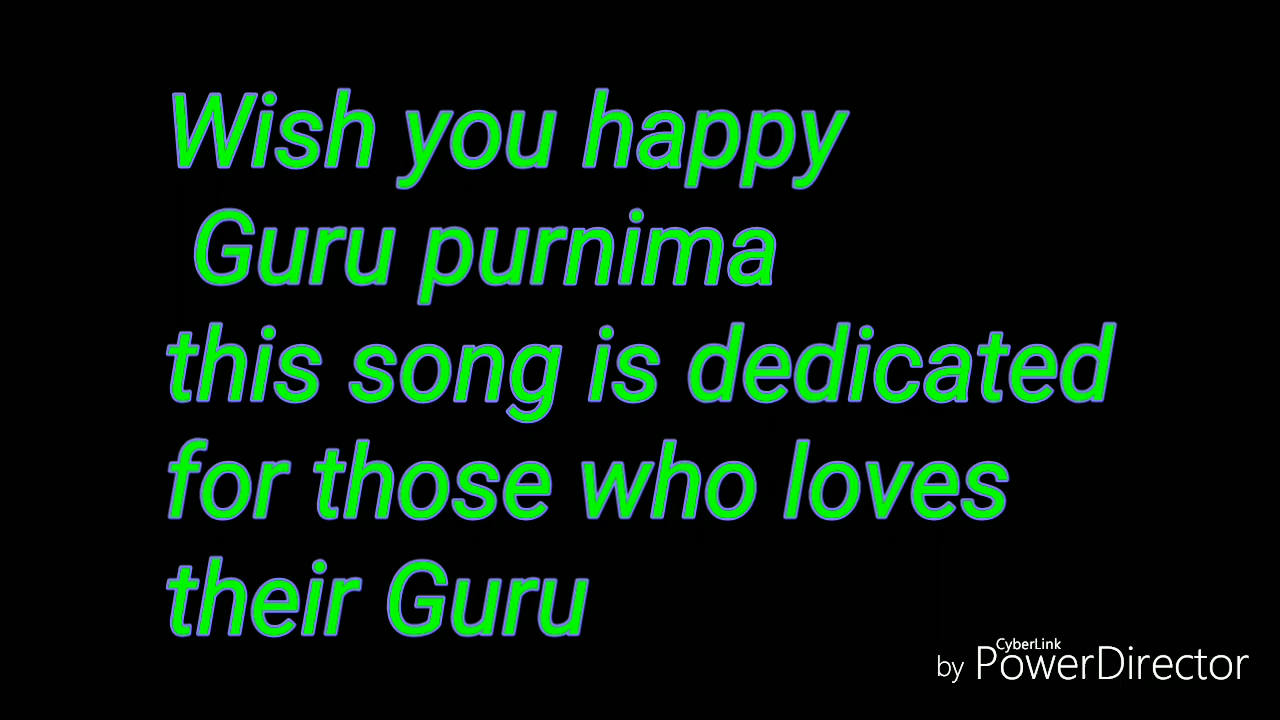 Wish you happy
Guru purnima
this song is dedicated
for those who loves
their Guru
by CyberLink PowerDirector